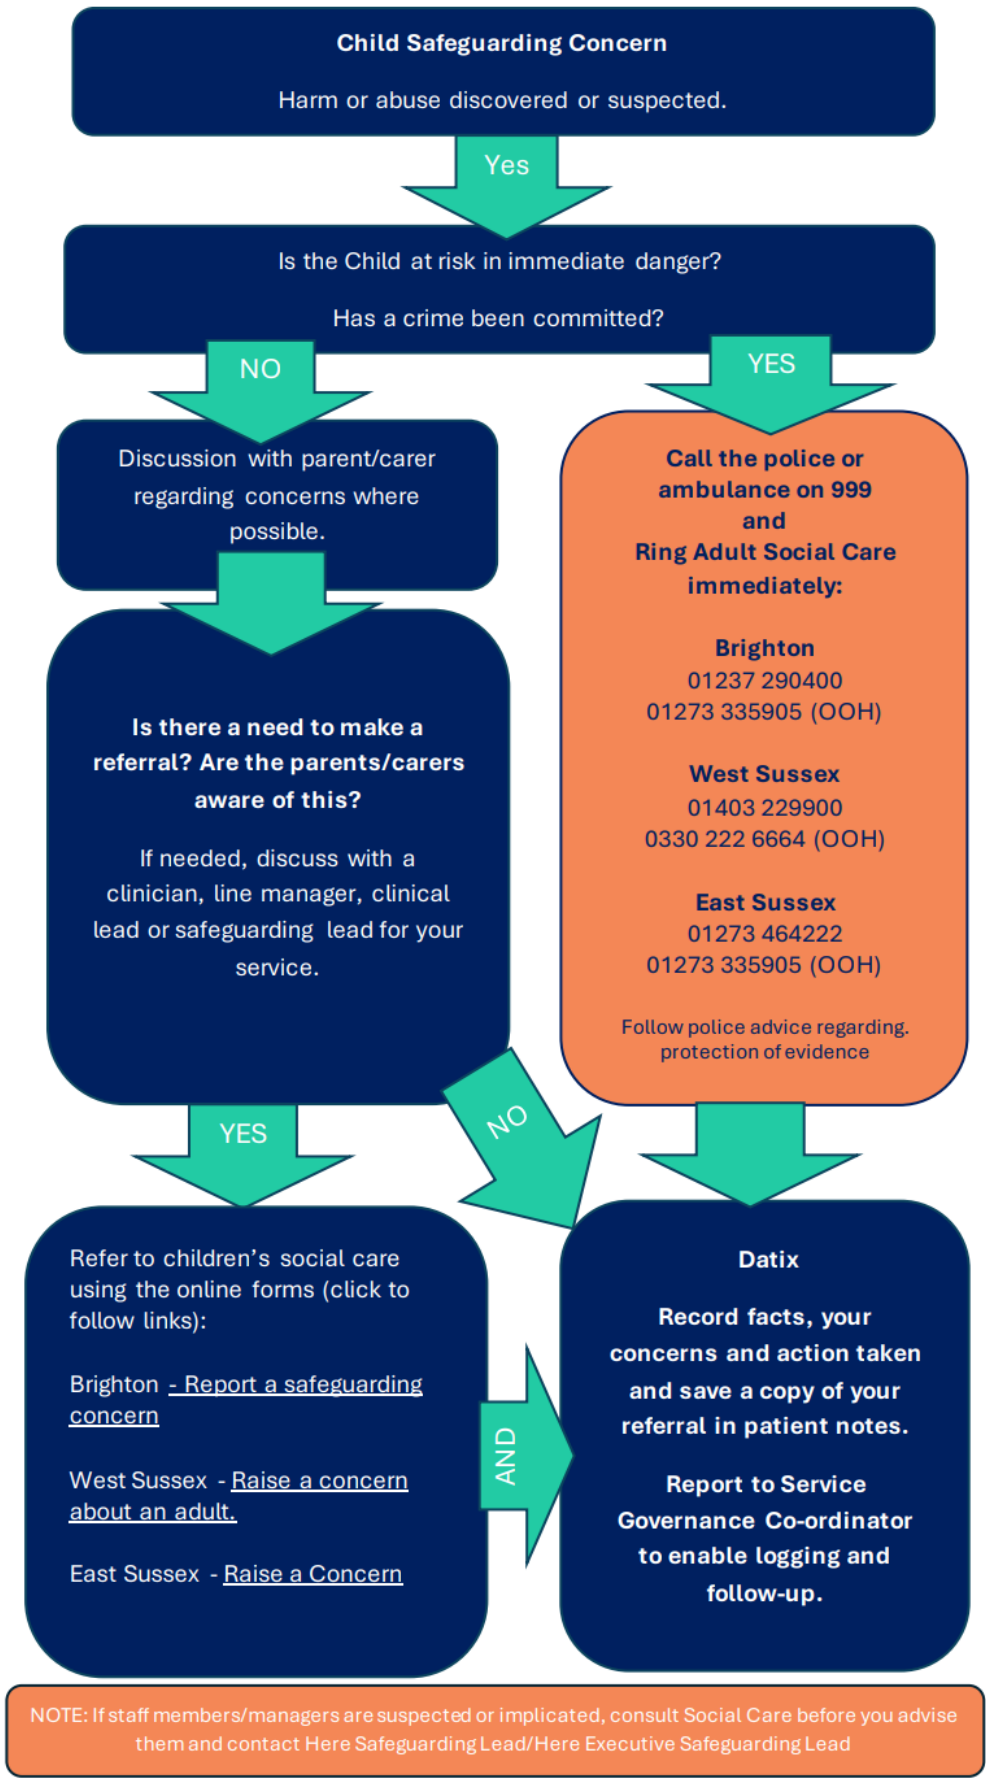 Child Safeguarding Concern
Harm or abuse discovered or suspected.
Yes
Is the Child at risk in immediate danger?
Has a crime been committed?
NO
YES
Discussion with parent/carer
regarding concerns where
possible.
Call the police or
ambulance on 999
and
Ring Adult Social Care
immediately:
Brighton
01237 290400
01273 335905 (OOH)
West Sussex
01403 229900
0330 222 6664 (OOH)
East Sussex
01273 464222
01273 335905 (OOH)
Follow police advice regarding.
protection of evidence
Is there a need to make a
referral? Are the parents/carers
aware of this?
If needed, discuss with a
clinician, line manager, clinical
lead or safeguarding lead for your
service.
YES
NO
Refer to children’s social care
using the online forms (click to
follow links):
Brighton - Report a safeguarding
concern
West Sussex - Raise a concern
about an adult.
East Sussex - Raise a Concern
AND
Datix
Record facts, your
concerns and action taken
and save a copy of your
referral in patient notes.
Report to Service
Governance Co-ordinator
to enable logging and
follow-up.
NOTE: If staff members/managers are suspected or implicated, consult Social Care before you advise
them and contact Here Safeguarding Lead/Here Executive Safeguarding Lead